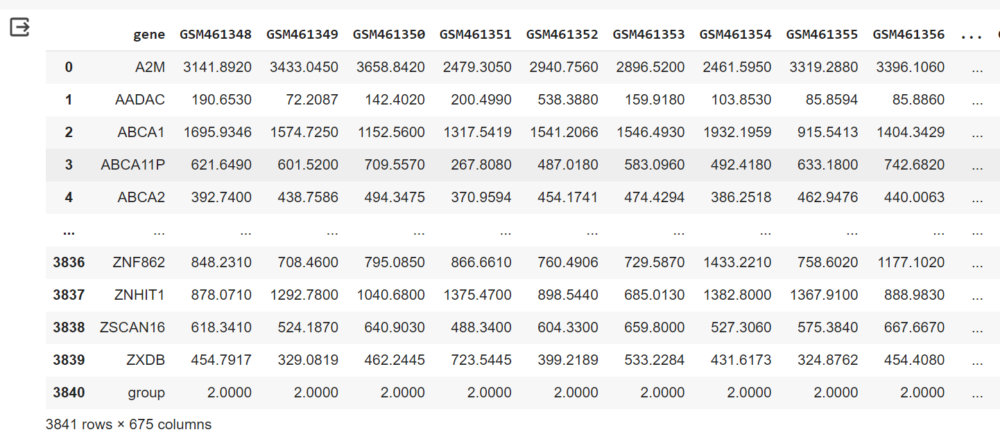 gene GSM461348 GSM461349 GSM461350 GSM461351 GSM461352 GSM461353 GSM461354 GSM461355 GSM461356 ...
0 A2M 3141.8920 3433.0450 3658.8420 2479.3050 2940.7560 2896.5200 2461.5950 3319.2880 3396.1060 ...
1 AADAC 190.6530 72.2087 142.4020 200.4990 538.3880 159.9180 103.8530 85.8594 85.8860 ...
2 ABCA1 1695.9346 1574.7250 1152.5600 1317.5419 1541.2066 1546.4930 1932.1959 915.5413 1404.3429 ...
3 ABCA11P 621.6490 601.5200 709.5570 267.8080 487.0180 583.0960 492.4180 633.1800 742.6820 ...
4 ABCA2 392.7400 438.7586 494.3475 370.9594 454.1741 474.4294 386.2518 462.9476 440.0063 ...
... ... ... ... ... ... ... ... ... ... ... ...
3836 ZNF862 848.2310 708.4600 795.0850 866.6610 760.4906 729.5870 1433.2210 758.6020 1177.1020 ...
3837 ZNHIT1 878.0710 1292.7800 1040.6800 1375.4700 898.5440 685.0130 1382.8000 1367.9100 888.9830 ...
3838 ZSCAN16 618.3410 524.1870 640.9030 488.3400 604.3300 659.8000 527.3060 575.3840 667.6670 ...
3839 ZXDB 454.7917 329.0819 462.2445 723.5445 399.2189 533.2284 431.6173 324.8762 454.4080 ...
3840 group 2.0000 2.0000 2.0000 2.0000 2.0000 2.0000 2.0000 2.0000 2.0000 ...
3841 rows × 675 columns